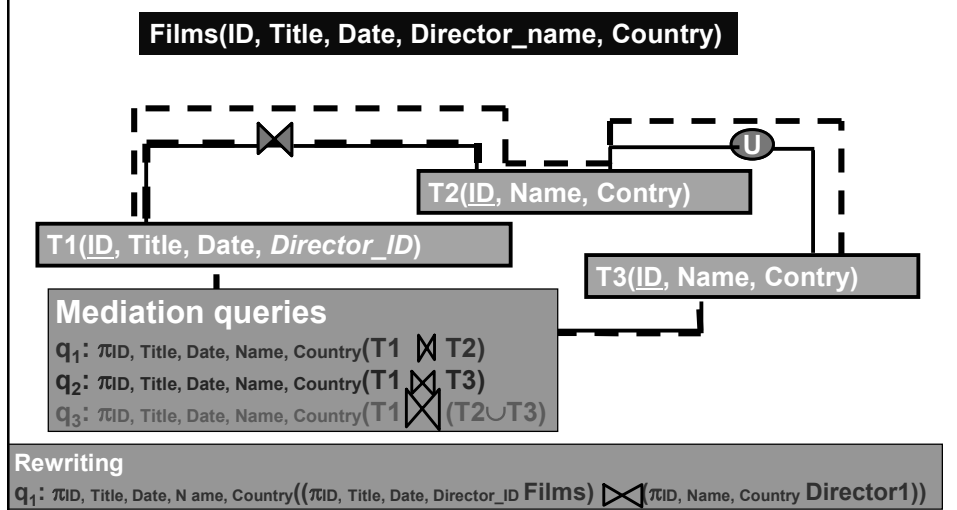 Films(ID, Title, Date, Director_name, Country)
U
T2(ID, Name, Contry)
T1(ID, Title, Date, Director_ID)
T3(ID, Name, Contry)
Mediation queries
q₁: πID, Title, Date, Name, Country(T1 ⋈ T2)
q₂: πID, Title, Date, Name, Country(T1 ⋈ T3)
q₃: πID, Title, Date, Name, Country(T1 ⋈ (T2∪T3)
Rewriting
q₁: πID, Title, Date, N ame, Country((πID, Title, Date, Director_ID Films) ⋈(πID, Name, Country Director1))